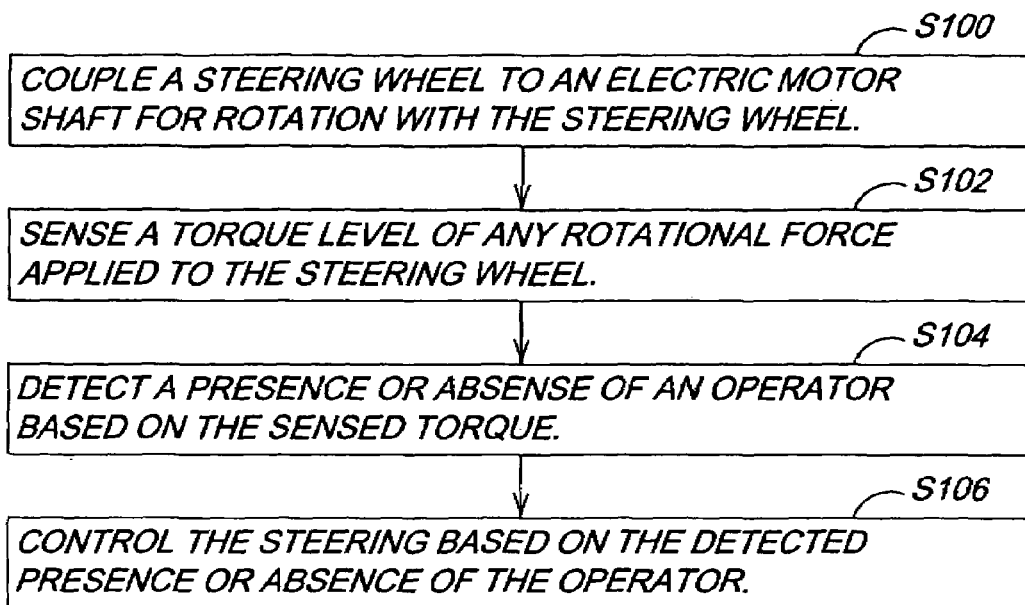 S100
COUPLE A STEERING WHEEL TO AN ELECTRIC MOTOR
SHAFT FOR ROTATION WITH THE STEERING WHEEL.
S102
SENSE A TORQUE LEVEL OF ANY ROTATIONAL FORCE
APPLIED TO THE STEERING WHEEL.
S104
DETECT A PRESENCE OR ABSENSE OF AN OPERATOR
BASED ON THE SENSED TORQUE.
S106
CONTROL THE STEERING BASED ON THE DETECTED
PRESENCE OR ABSENCE OF THE OPERATOR.